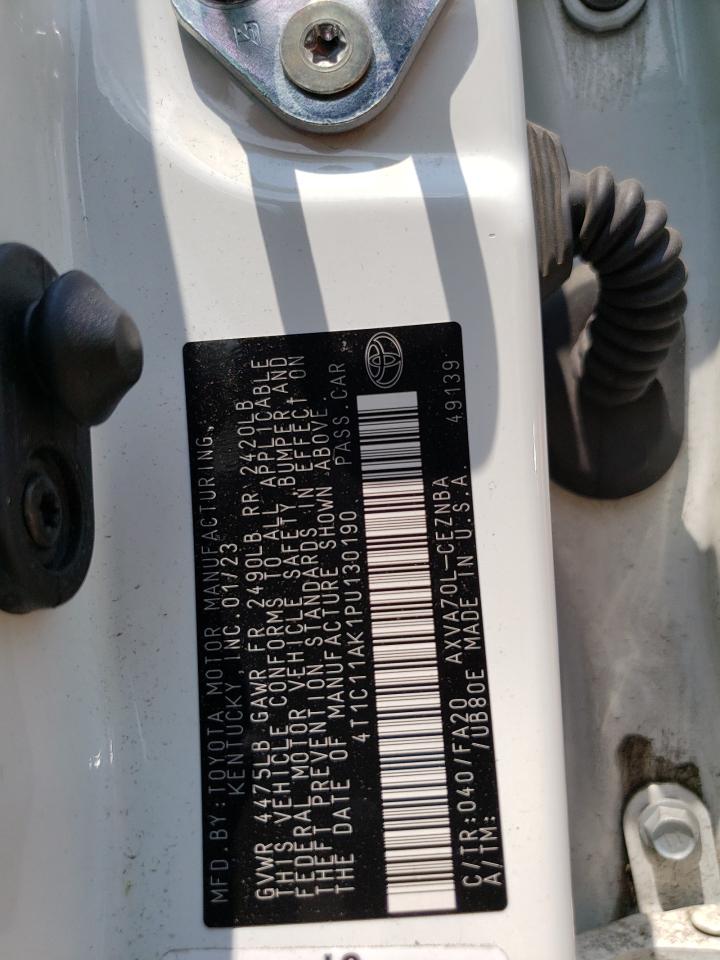 MFD. BY: TOYOTA MOTOR MANUFACTURING,
KENTUCKY, INC. 01/23
GVWR 4475LB GAWR FR 2490LB RR 2420LB
THIS VEHICLE CONFORMS TO ALL APPLICABLE
FEDERAL MOTOR VEHICLE SAFETY, BUMPER AND
THEFT PREVENTION STANDARDS IN EFFECT ON
THE DATE OF MANUFACTURE SHOWN ABOVE.
4T1C11AK1PU130190 PASS.CAR
C/TR:040/FA20 AXVA70L-CEZNBA 49139
A/TM: /UB80E MADE IN U.S.A.